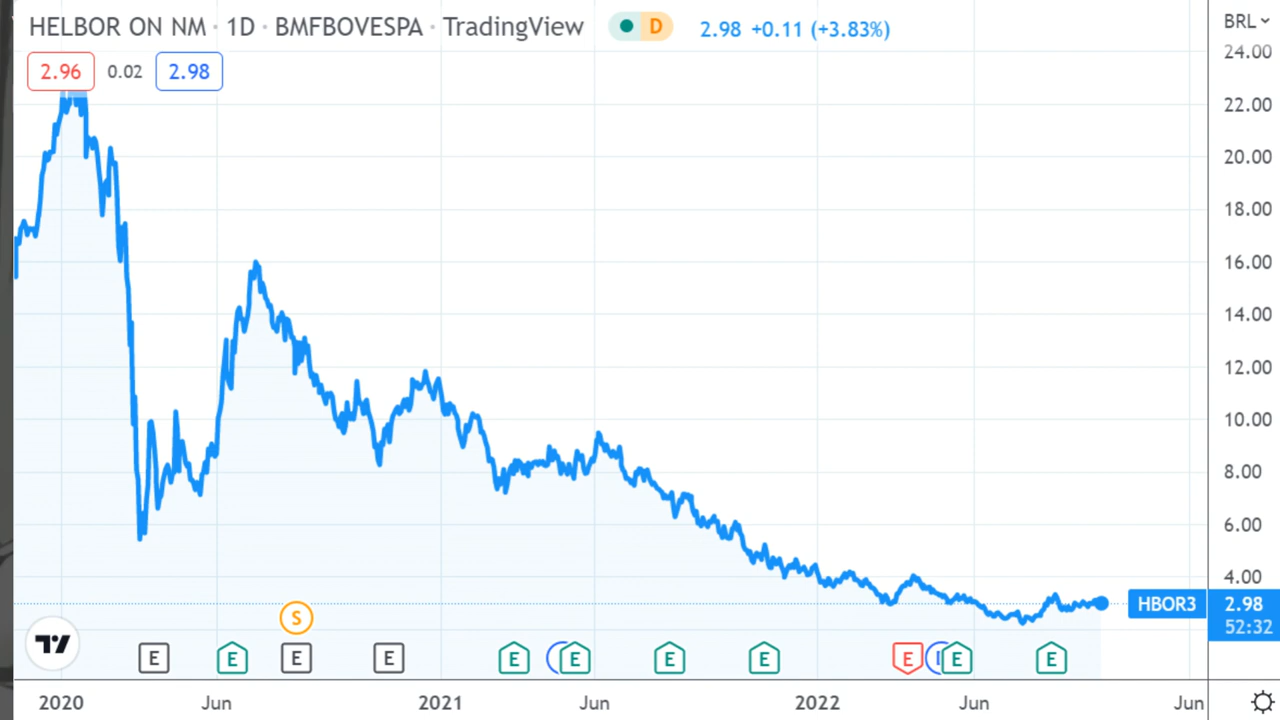 HELBOR ON NM · 1D · BMFBOVESPA · TradingView D 2.98 +0.11 (+3.83%) BRL
2.96 0.02 2.98
24.00
22.00
20.00
18.00
16.00
14.00
12.00
10.00
8.00
6.00
4.00
HBOR3 2.98
52:32
S
E E E E E E E E E E E
2020 Jun 2021 Jun 2022 Jun Jun